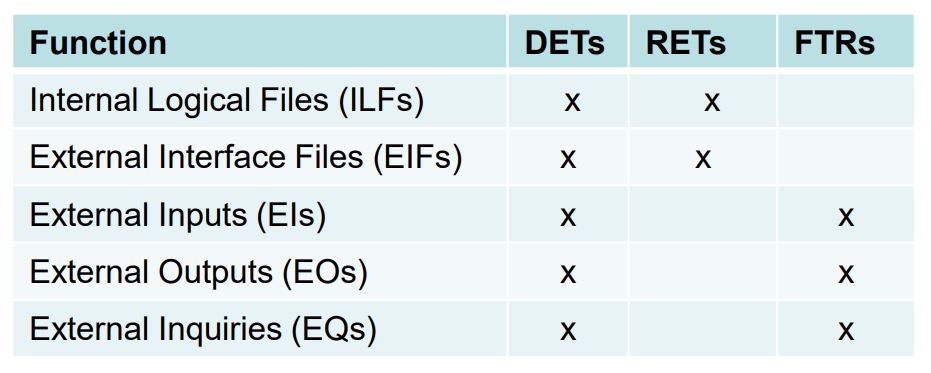 Function DETs RETs FTRs
Internal Logical Files (ILFs) x x
External Interface Files (EIFs) x x
External Inputs (EIs) x x
External Outputs (EOs) x x
External Inquiries (EQs) x x